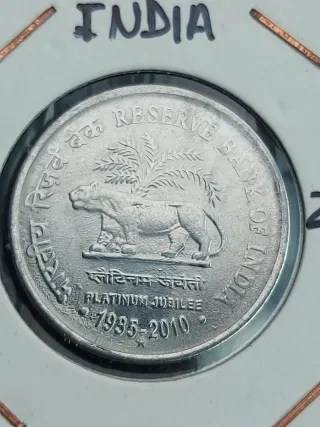 INDIA
भारतीय रिज़र्व बैंक RESERVE BANK OF INDIA
प्लैटिनम जयंती
PLATINUM JUBILEE
1935-2010